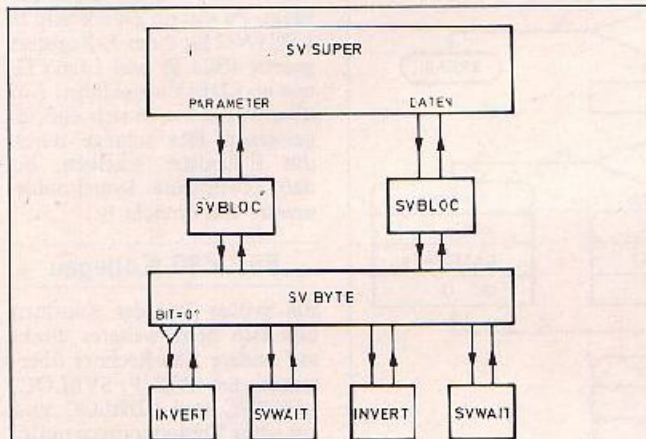 SV SUPER
PARAMETER DATEN
SVBLOC SVBLOC
SV BYTE
BIT=0?
INVERT SVWAIT INVERT SVWAIT